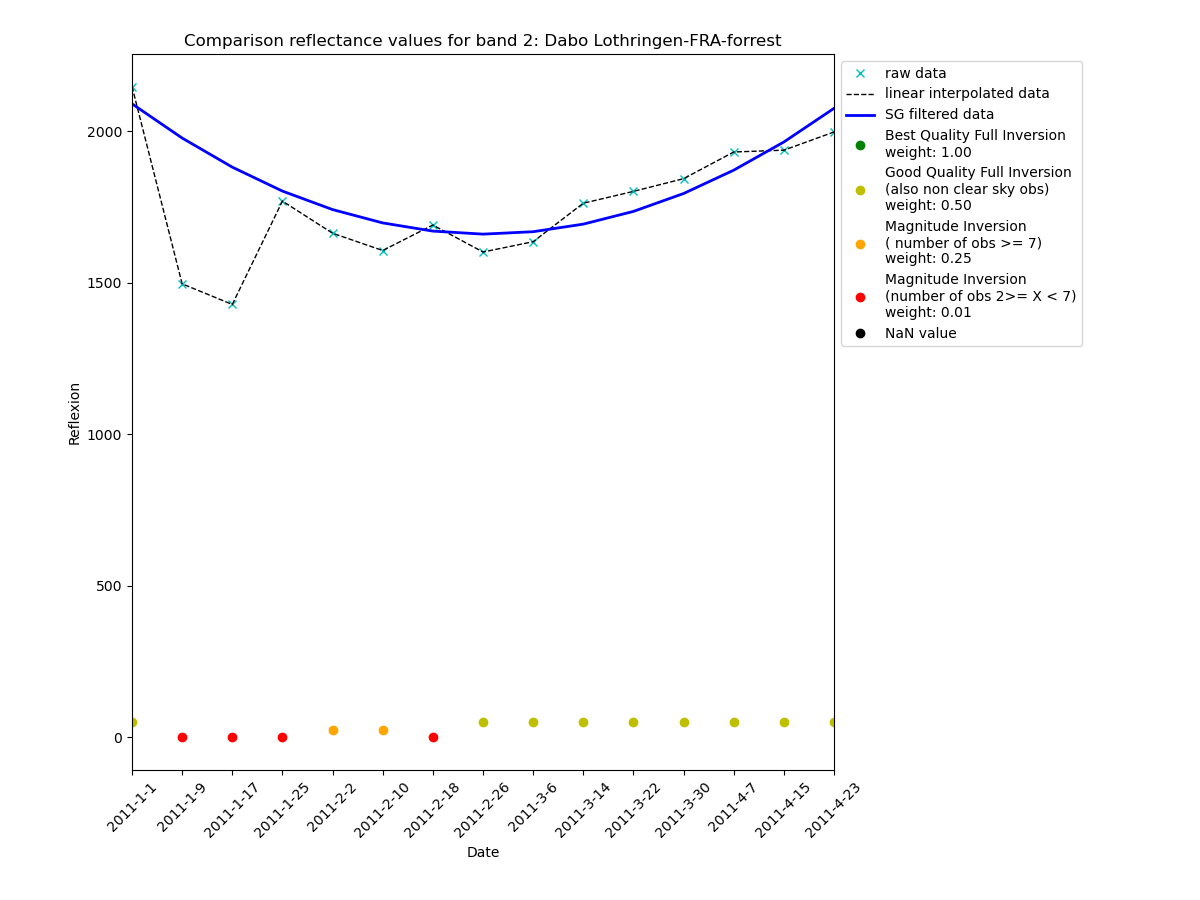 Comparison reflectance values for band 2: Dabo Lothringen-FRA-forrest
raw data
linear interpolated data
SG filtered data
Best Quality Full Inversion
weight: 1.00
Good Quality Full Inversion
(also non clear sky obs)
weight: 0.50
Magnitude Inversion
( number of obs >= 7)
weight: 0.25
Magnitude Inversion
(number of obs 2>= X < 7)
weight: 0.01
NaN value
2000
1500
1000
500
0
Reflexion
2011-1-1
2011-1-9
2011-1-17
2011-1-25
2011-2-2
2011-2-10
2011-2-18
2011-2-26
2011-3-6
2011-3-14
2011-3-22
2011-3-30
2011-4-7
2011-4-15
2011-4-23
Date